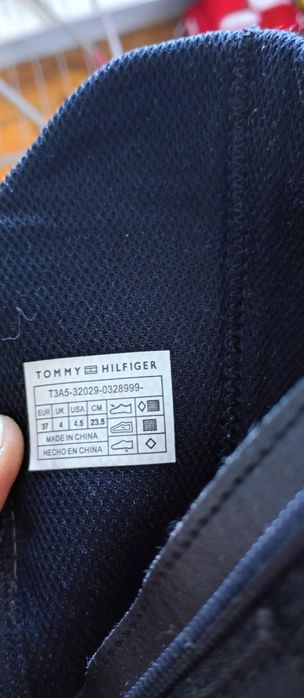 TOMMY HILFIGER
T3A5-32029-0328999-
EUR UK USA CM
37 4 4.5 23.5
MADE IN CHINA
HECHO EN CHINA